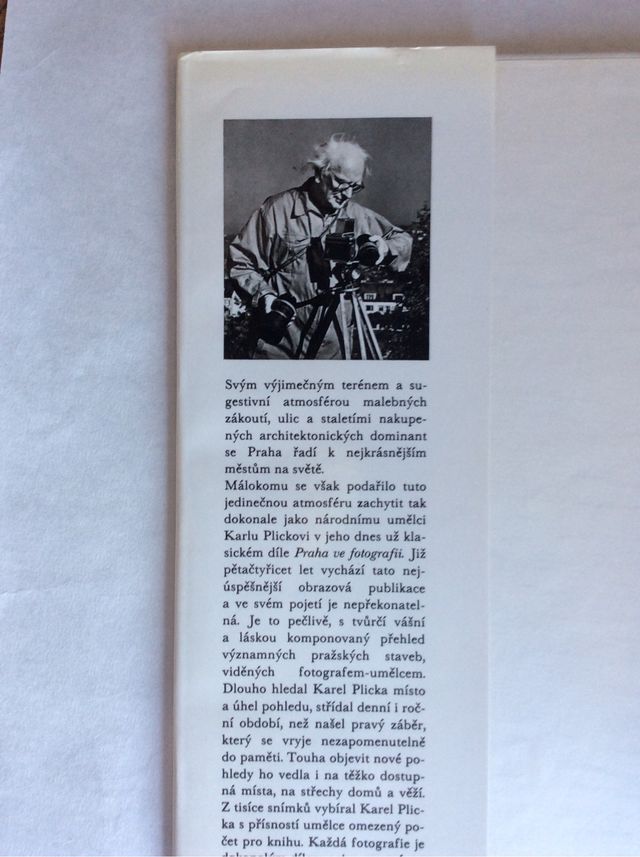 Svým výjimečným terénem a su-
gestivní atmosférou malebných
zákoutí, ulic a staletími nakupe-
ných architektonických dominant
se Praha řadí k nejkrásnějším
městům na světě.
Málokomu se však podařilo tuto
jedinečnou atmosféru zachytit tak
dokonale jako národnímu umělci
Karlu Plickovi v jeho dnes už kla-
sickém díle Praha ve fotografii. Již
pětačtyřicet let vychází tato nej-
úspěšnější obrazová publikace
a ve svém pojetí je nepřekonatel-
ná. Je to pečlivě, s tvůrčí vášní
a láskou komponovaný přehled
významných pražských staveb,
viděných fotografem-umělcem.
Dlouho hledal Karel Plicka místo
a úhel pohledu, střídal denní i roč-
ní období, než našel pravý záběr,
který se vryje nezapomenutelně
do paměti. Touha objevit nové po-
hledy ho vedla i na těžko dostup-
ná místa, na střechy domů a věží.
Z tisíce snímků vybíral Karel Plic-
ka s přísností umělce omezený po-
čet pro knihu. Každá fotografie je